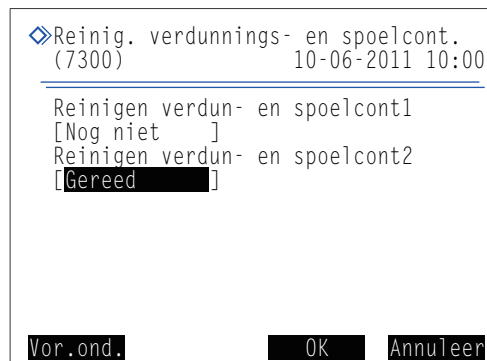 Reinig. verdunnings- en spoelcont.
(7300) 10-06-2011 10:00
Reinigen verdun- en spoelcont1
[Nog niet ]
Reinigen verdun- en spoelcont2
[Gereed ]
Vor.ond. OK Annuleer